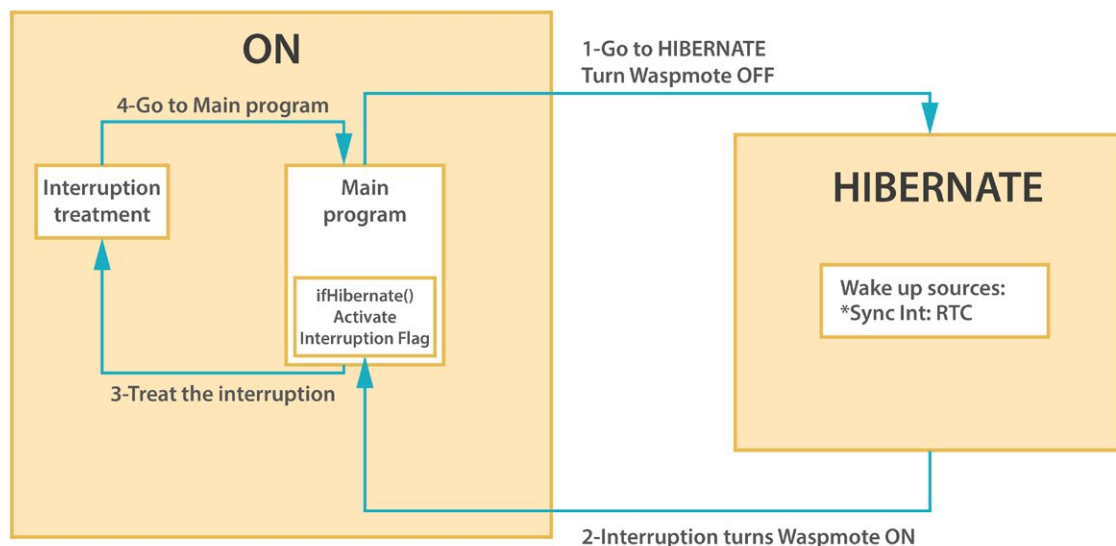 ON
1-Go to HIBERNATE
Turn Waspmote OFF
4-Go to Main program
Interruption
treatment
Main
program
ifHibernate()
Activate
Interruption Flag
3-Treat the interruption
HIBERNATE
Wake up sources:
*Sync Int: RTC
2-Interruption turns Waspmote ON